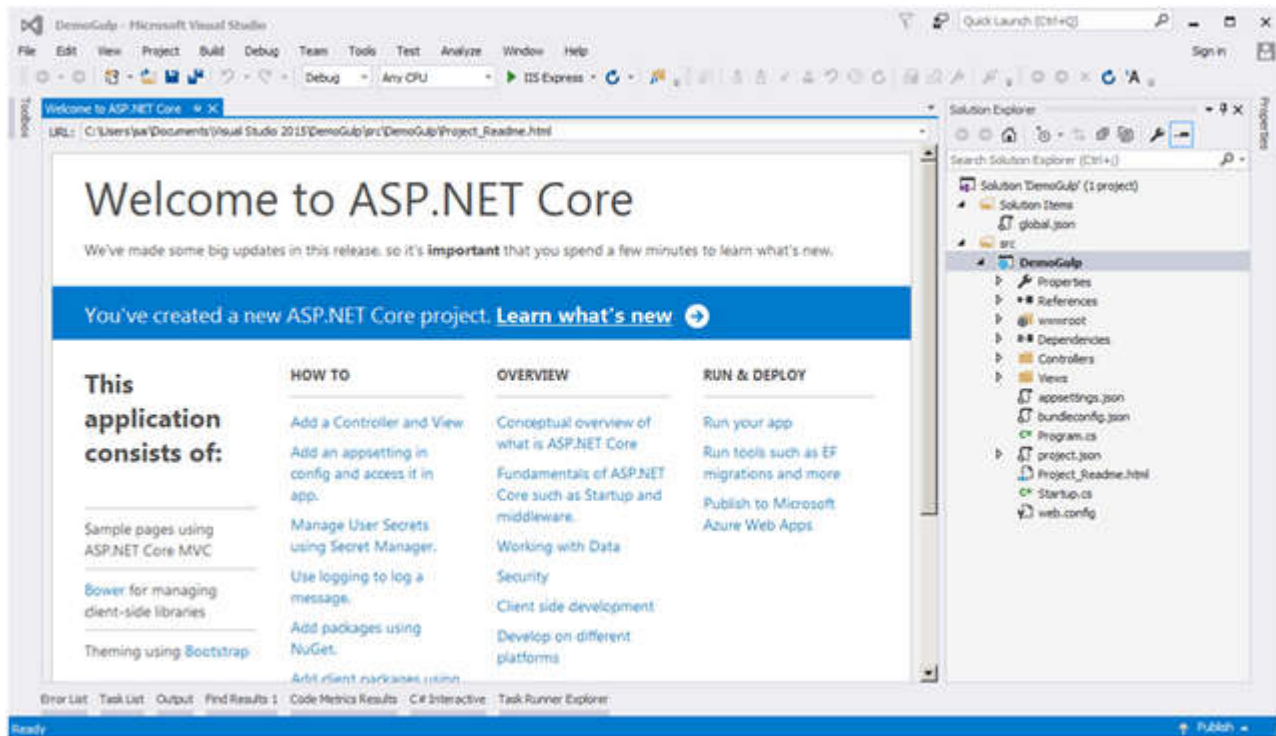 DemoGulp - Microsoft Visual Studio
Quick Launch (Ctrl+Q)
File Edit View Project Build Debug Team Tools Test Analyze Window Help
Sign in
Debug Any CPU IIS Express
Toolbox
Welcome to ASP.NET Core
URL: C:\Users\sa\Documents\Visual Studio 2015\DemoGulp\src\DemoGulp\Project_Readme.html
Welcome to ASP.NET Core
We've made some big updates in this release, so it's important that you spend a few minutes to learn what's new.
You've created a new ASP.NET Core project. Learn what's new
This
application
consists of:
Sample pages using
ASP.NET Core MVC
Bower for managing
client-side libraries
Theming using Bootstrap
HOW TO
Add a Controller and View
Add an appsetting in
config and access it in
app.
Manage User Secrets
using Secret Manager.
Use logging to log a
message.
Add packages using
NuGet.
Add client packages using
OVERVIEW
Conceptual overview of
what is ASP.NET Core
Fundamentals of ASP.NET
Core such as Startup and
middleware.
Working with Data
Security
Client side development
Develop on different
platforms
RUN & DEPLOY
Run your app
Run tools such as EF
migrations and more
Publish to Microsoft
Azure Web Apps
Solution Explorer
Search Solution Explorer (Ctrl+;)
Solution 'DemoGulp' (1 project)
Solution Items
global.json
src
DemoGulp
Properties
References
wwwroot
Dependencies
Controllers
Views
appsettings.json
bundleconfig.json
C# Program.cs
project.json
Project_Readme.html
C# Startup.cs
web.config
Properties
Error List Task List Output Find Results 1 Code Metrics Results C# Interactive Task Runner Explorer
Ready
Publish